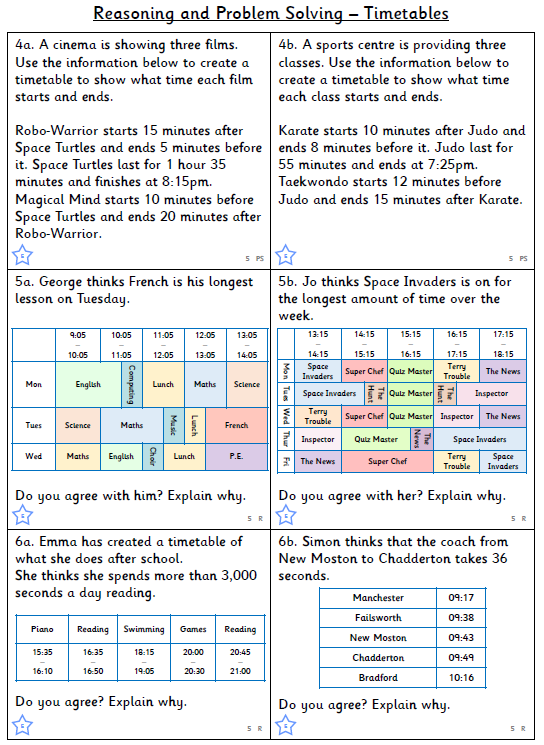 Reasoning and Problem Solving – Timetables
4a. A cinema is showing three films.
Use the information below to create a
timetable to show what time each film
starts and ends.
Robo-Warrior starts 15 minutes after
Space Turtles and ends 5 minutes before
it. Space Turtles last for 1 hour 35
minutes and finishes at 8:15pm.
Magical Mind starts 10 minutes before
Space Turtles and ends 20 minutes after
Robo-Warrior.
E
S PS
4b. A sports centre is providing three
classes. Use the information below to
create a timetable to show what time
each class starts and ends.
Karate starts 10 minutes after Judo and
ends 8 minutes before it. Judo last for
55 minutes and ends at 7:25pm.
Taekwondo starts 12 minutes before
Judo and ends 15 minutes after Karate.
E
S PS
5a. George thinks French is his longest
lesson on Tuesday.
9:05 10:05 11:05 12:05 13:05
– – – – –
10:05 11:05 12:05 13:05 14:05
Mon English Computing Lunch Maths Science
Tues Science Maths Music Lunch French
Wed Maths English Choir Lunch P.E.
Do you agree with him? Explain why.
E
S R
5b. Jo thinks Space Invaders is on for
the longest amount of time over the
week.
13:15 14:15 15:15 16:15 17:15
– – – – –
14:15 15:15 16:15 17:15 18:15
Mon Space Invaders Super Chef Quiz Master Terry Trouble The News
Tues Space Invaders The Hunt Quiz Master The Hunt Inspector
Wed Terry Trouble Super Chef Quiz Master Inspector The News
Thur Inspector Quiz Master The News Space Invaders
Fri The News Super Chef Terry Trouble Space Invaders
Do you agree with her? Explain why.
E
S R
6a. Emma has created a timetable of
what she does after school.
She thinks she spends more than 3,000
seconds a day reading.
Piano Reading Swimming Games Reading
15:35 16:35 18:15 20:00 20:45
– – – – –
16:10 16:50 19:05 20:30 21:00
Do you agree? Explain why.
E
S R
6b. Simon thinks that the coach from
New Moston to Chadderton takes 36
seconds.
Manchester 09:17
Failsworth 09:38
New Moston 09:43
Chadderton 09:49
Bradford 10:16
Do you agree? Explain why.
E
S R